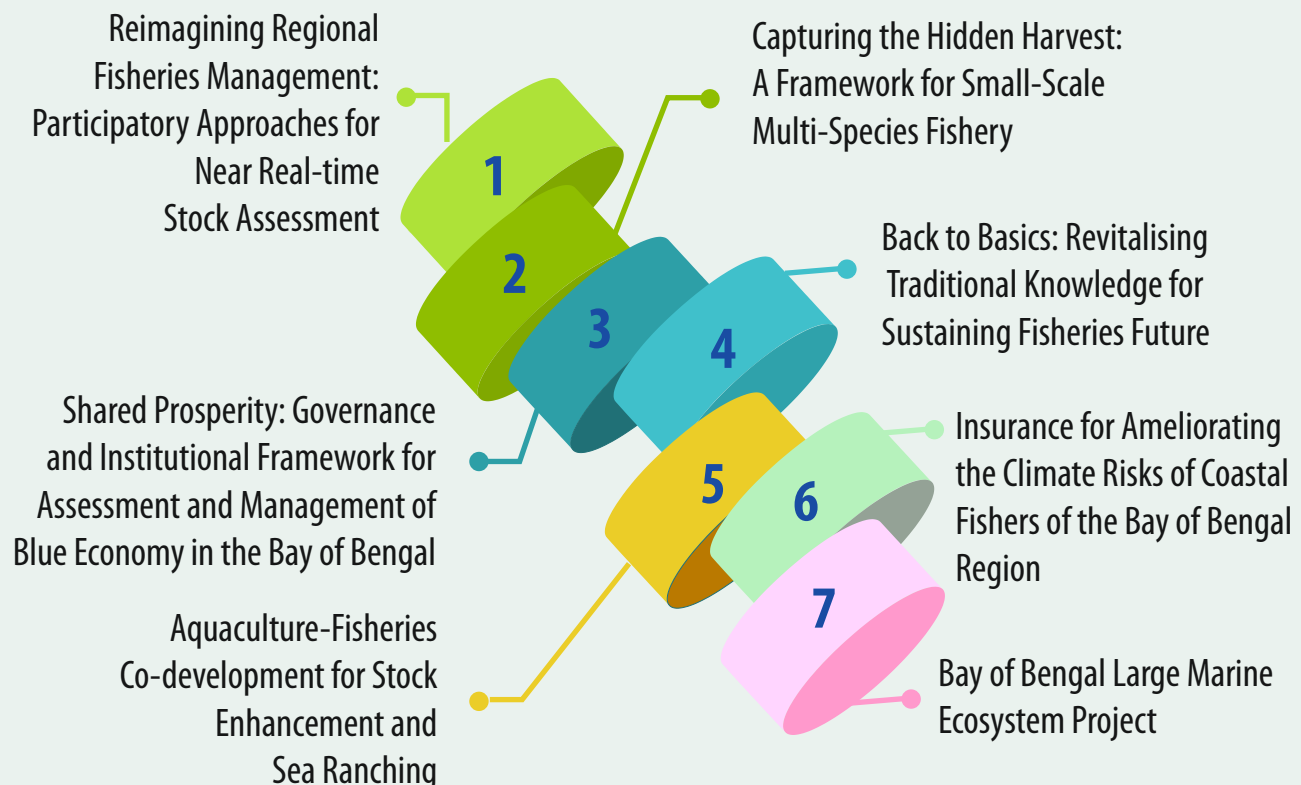 Reimagining Regional
Fisheries Management:
Participatory Approaches for
Near Real-time
Stock Assessment
1
Capturing the Hidden Harvest:
A Framework for Small-Scale
Multi-Species Fishery
2
Shared Prosperity: Governance
and Institutional Framework for
Assessment and Management of
Blue Economy in the Bay of Bengal
3
Back to Basics: Revitalising
Traditional Knowledge for
Sustaining Fisheries Future
4
Aquaculture-Fisheries
Co-development for Stock
Enhancement and
Sea Ranching
5
Insurance for Ameliorating
the Climate Risks of Coastal
Fishers of the Bay of Bengal
Region
6
Bay of Bengal Large Marine
Ecosystem Project
7